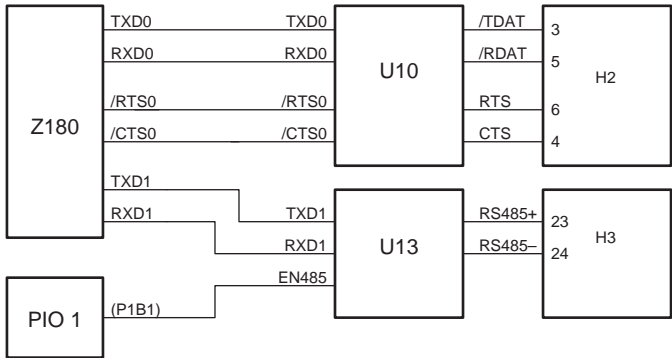 TXD0 TXD0 /TDAT 3
RXD0 RXD0 /RDAT 5
U10 H2
/RTS0 /RTS0 RTS 6
Z180
/CTS0 /CTS0 CTS 4
TXD1
RXD1 TXD1 RS485+ 23
U13 H3
RXD1 RS485– 24
EN485
PIO 1 (P1B1)